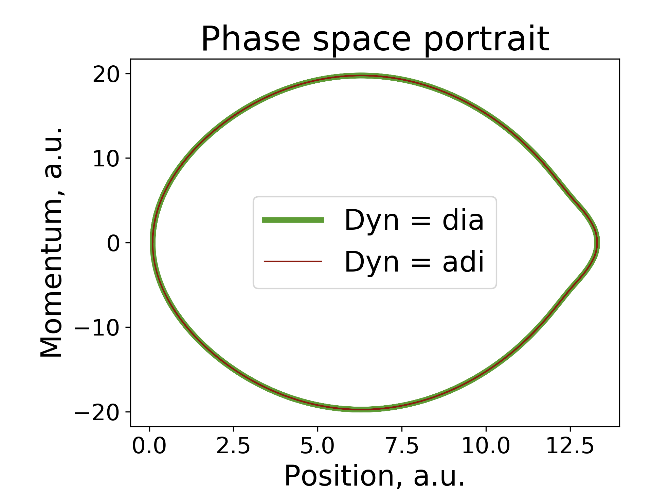 Phase space portrait
Momentum, a.u.
20
10
0
−10
−20
Dyn = dia
Dyn = adi
0.0 2.5 5.0 7.5 10.0 12.5
Position, a.u.